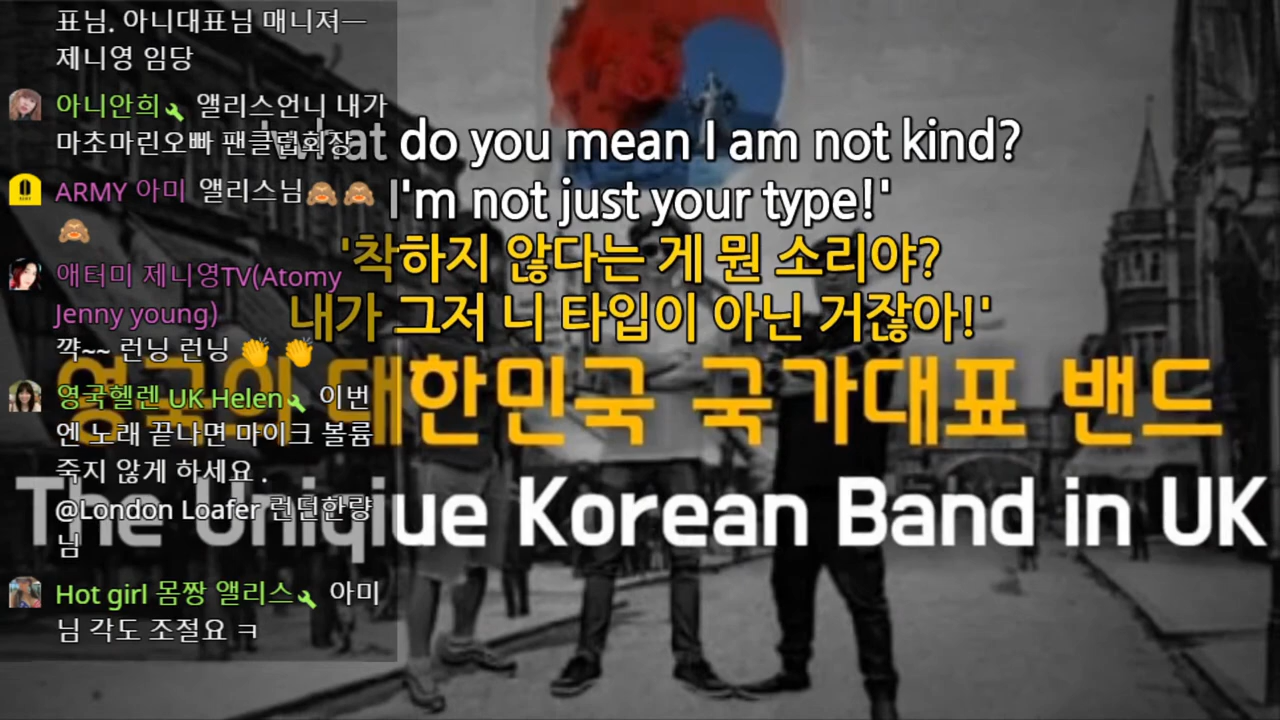 표님. 아니대표님 매니져ㅡ
제니영 임당
아니안희 앨리스언니 내가
마초마린오빠 팬클럽회장
ARMY 아미 앨리스님🙈🙈
🙈
애터미 제니영TV(Atomy
Jenny young)
꺅~~ 런닝 런닝 👏 👏
영국헬렌 UK Helen 이번
엔 노래 끝나면 마이크 볼륨
죽지 않게 하세요 .
@London Loafer 런던한량
님
Hot girl 몸짱 앨리스 아미
님 각도 조절요 ㅋ
'What do you mean I am not kind?
I'm not just your type!'
'착하지 않다는 게 뭔 소리야?
내가 그저 니 타입이 아닌 거잖아!'
영국의 대한민국 국가대표 밴드
The Uniqiue Korean Band in UK